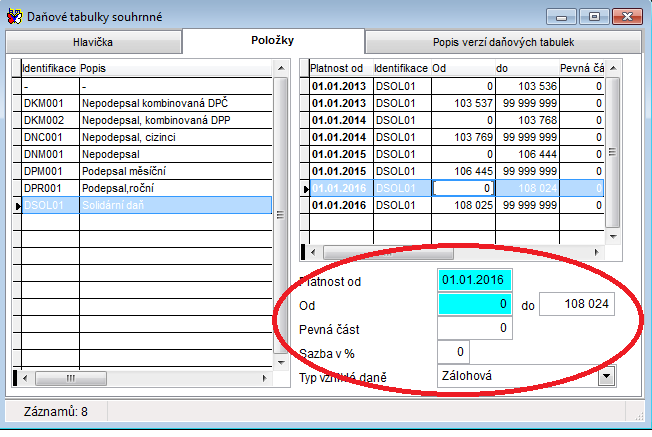 Daňové tabulky souhrnné
Hlavička Položky Popis verzí daňových tabulek
Identifikace Popis
- -
DKM001 Nepodepsal kombinovaná DPČ
DKM002 Nepodepsal, kombinovaná DPP
DNC001 Nepodepsal, cizinci
DNM001 Nepodepsal
DPM001 Podepsal měsíční
DPR001 Podepsal,roční
DSOL01 Solidární daň
Platnost od Identifikace Od do Pevná čá
01.01.2013 DSOL01 0 103 536 0
01.01.2013 DSOL01 103 537 99 999 999 0
01.01.2014 DSOL01 0 103 768 0
01.01.2014 DSOL01 103 769 99 999 999 0
01.01.2015 DSOL01 0 106 444 0
01.01.2015 DSOL01 106 445 99 999 999 0
01.01.2016 DSOL01 0 108 024 0
01.01.2016 DSOL01 108 025 99 999 999 0
Platnost od 01.01.2016
Od 0 do 108 024
Pevná část 0
Sazba v % 0
Typ vzniklé daně Zálohová
Záznamů: 8